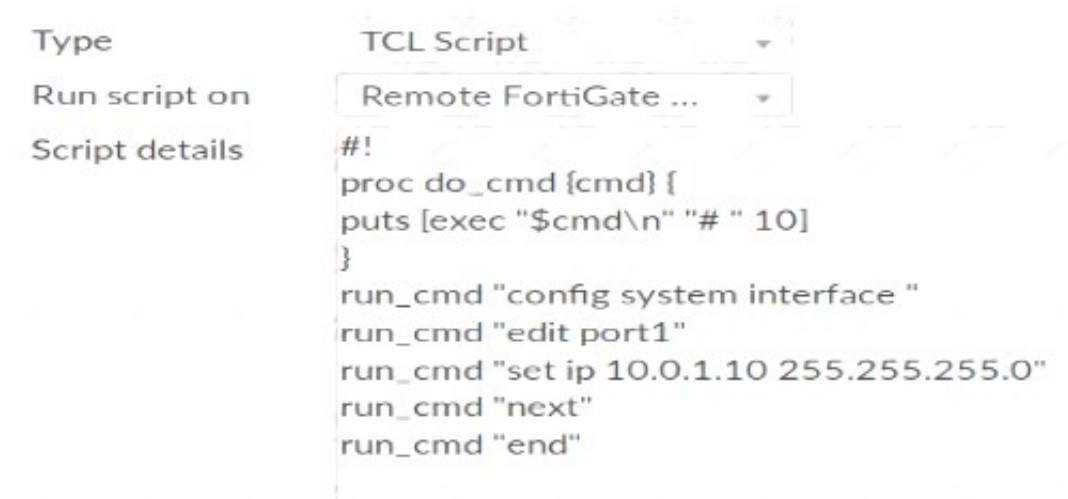 Type TCL Script
Run script on Remote FortiGate ...
Script details
#!
proc do_cmd {cmd} {
puts [exec "$cmd\n" "# " 10]
}
run_cmd "config system interface "
run_cmd "edit port1"
run_cmd "set ip 10.0.1.10 255.255.255.0"
run_cmd "next"
run_cmd "end"